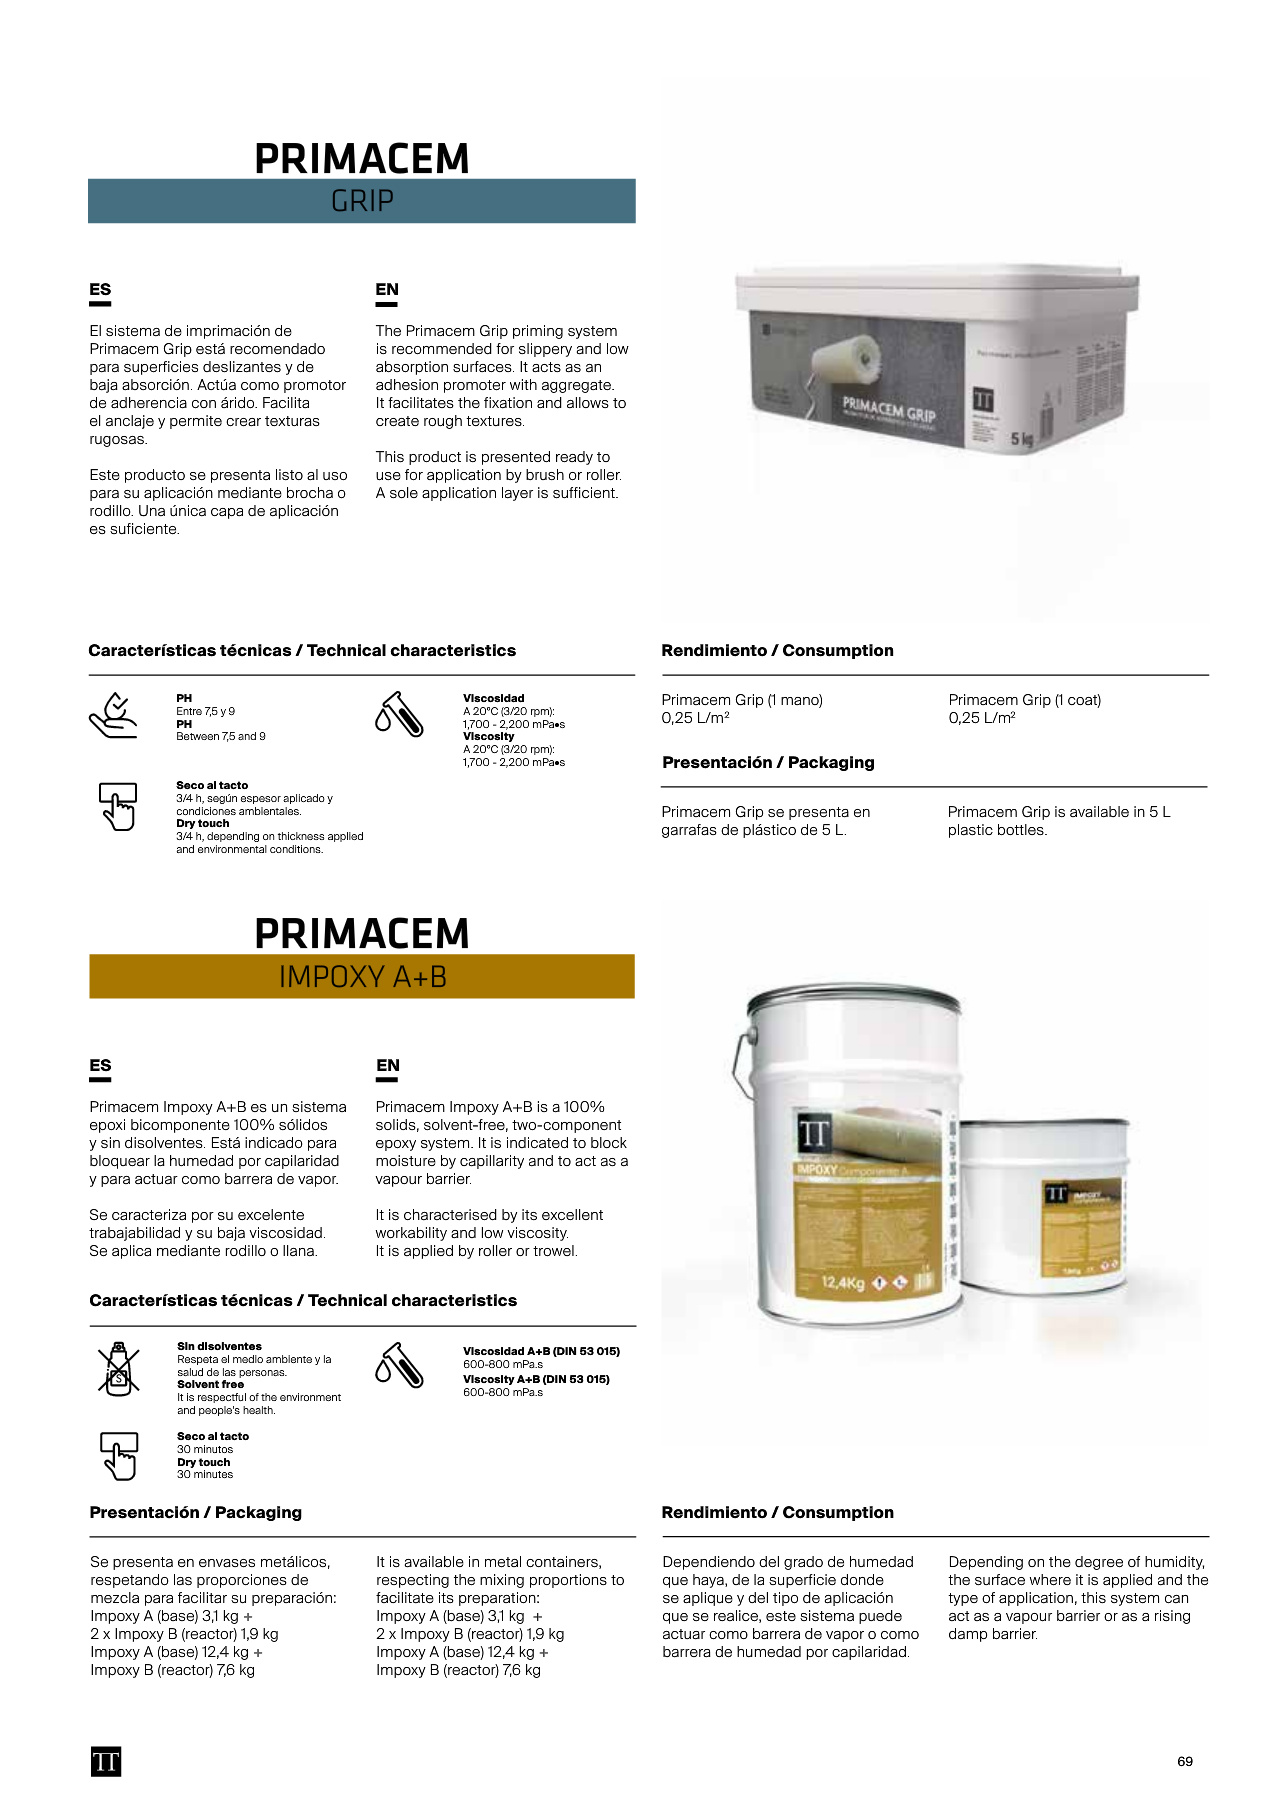 PRIMACEM
GRIP
ES
El sistema de imprimación de
Primacem Grip está recomendado
para superficies deslizantes y de
baja absorción. Actúa como promotor
de adherencia con árido. Facilita
el anclaje y permite crear texturas
rugosas.
Este producto se presenta listo al uso
para su aplicación mediante brocha o
rodillo. Una única capa de aplicación
es suficiente.
EN
The Primacem Grip priming system
is recommended for slippery and low
absorption surfaces. It acts as an
adhesion promoter with aggregate.
It facilitates the fixation and allows to
create rough textures.
This product is presented ready to
use for application by brush or roller.
A sole application layer is sufficient.
PRIMACEM GRIP
TT
5 kg
Características técnicas / Technical characteristics
PH
Entre 7,5 y 9
PH
Between 7,5 and 9
Viscosidad
A 20°C (3/20 rpm):
1,700 - 2,200 mPa•s
Viscosity
A 20°C (3/20 rpm):
1,700 - 2,200 mPa•s
Seco al tacto
3/4 h, según espesor aplicado y
condiciones ambientales.
Dry touch
3/4 h, depending on thickness applied
and environmental conditions.
Rendimiento / Consumption
Primacem Grip (1 mano)
0,25 L/m²
Primacem Grip (1 coat)
0,25 L/m²
Presentación / Packaging
Primacem Grip se presenta en
garrafas de plástico de 5 L.
Primacem Grip is available in 5 L
plastic bottles.
PRIMACEM
IMPOXY A+B
ES
Primacem Impoxy A+B es un sistema
epoxi bicomponente 100% sólidos
y sin disolventes. Está indicado para
bloquear la humedad por capilaridad
y para actuar como barrera de vapor.
Se caracteriza por su excelente
trabajabilidad y su baja viscosidad.
Se aplica mediante rodillo o llana.
EN
Primacem Impoxy A+B is a 100%
solids, solvent-free, two-component
epoxy system. It is indicated to block
moisture by capillarity and to act as a
vapour barrier.
It is characterised by its excellent
workability and low viscosity.
It is applied by roller or trowel.
TT
IMPOXY Componente A
12,4Kg
TT
IMPOXY
Características técnicas / Technical characteristics
S
Sin disolventes
Respeta el medio ambiente y la
salud de las personas.
Solvent free
It is respectful of the environment
and people's health.
Viscosidad A+B (DIN 53 015)
600-800 mPa.s
Viscosity A+B (DIN 53 015)
600-800 mPa.s
Seco al tacto
30 minutos
Dry touch
30 minutes
Presentación / Packaging
Se presenta en envases metálicos,
respetando las proporciones de
mezcla para facilitar su preparación:
Impoxy A (base) 3,1 kg +
2 x Impoxy B (reactor) 1,9 kg
Impoxy A (base) 12,4 kg +
Impoxy B (reactor) 7,6 kg
It is available in metal containers,
respecting the mixing proportions to
facilitate its preparation:
Impoxy A (base) 3,1 kg +
2 x Impoxy B (reactor) 1,9 kg
Impoxy A (base) 12,4 kg +
Impoxy B (reactor) 7,6 kg
Rendimiento / Consumption
Dependiendo del grado de humedad
que haya, de la superficie donde
se aplique y del tipo de aplicación
que se realice, este sistema puede
actuar como barrera de vapor o como
barrera de humedad por capilaridad.
Depending on the degree of humidity,
the surface where it is applied and the
type of application, this system can
act as a vapour barrier or as a rising
damp barrier.
TT
69